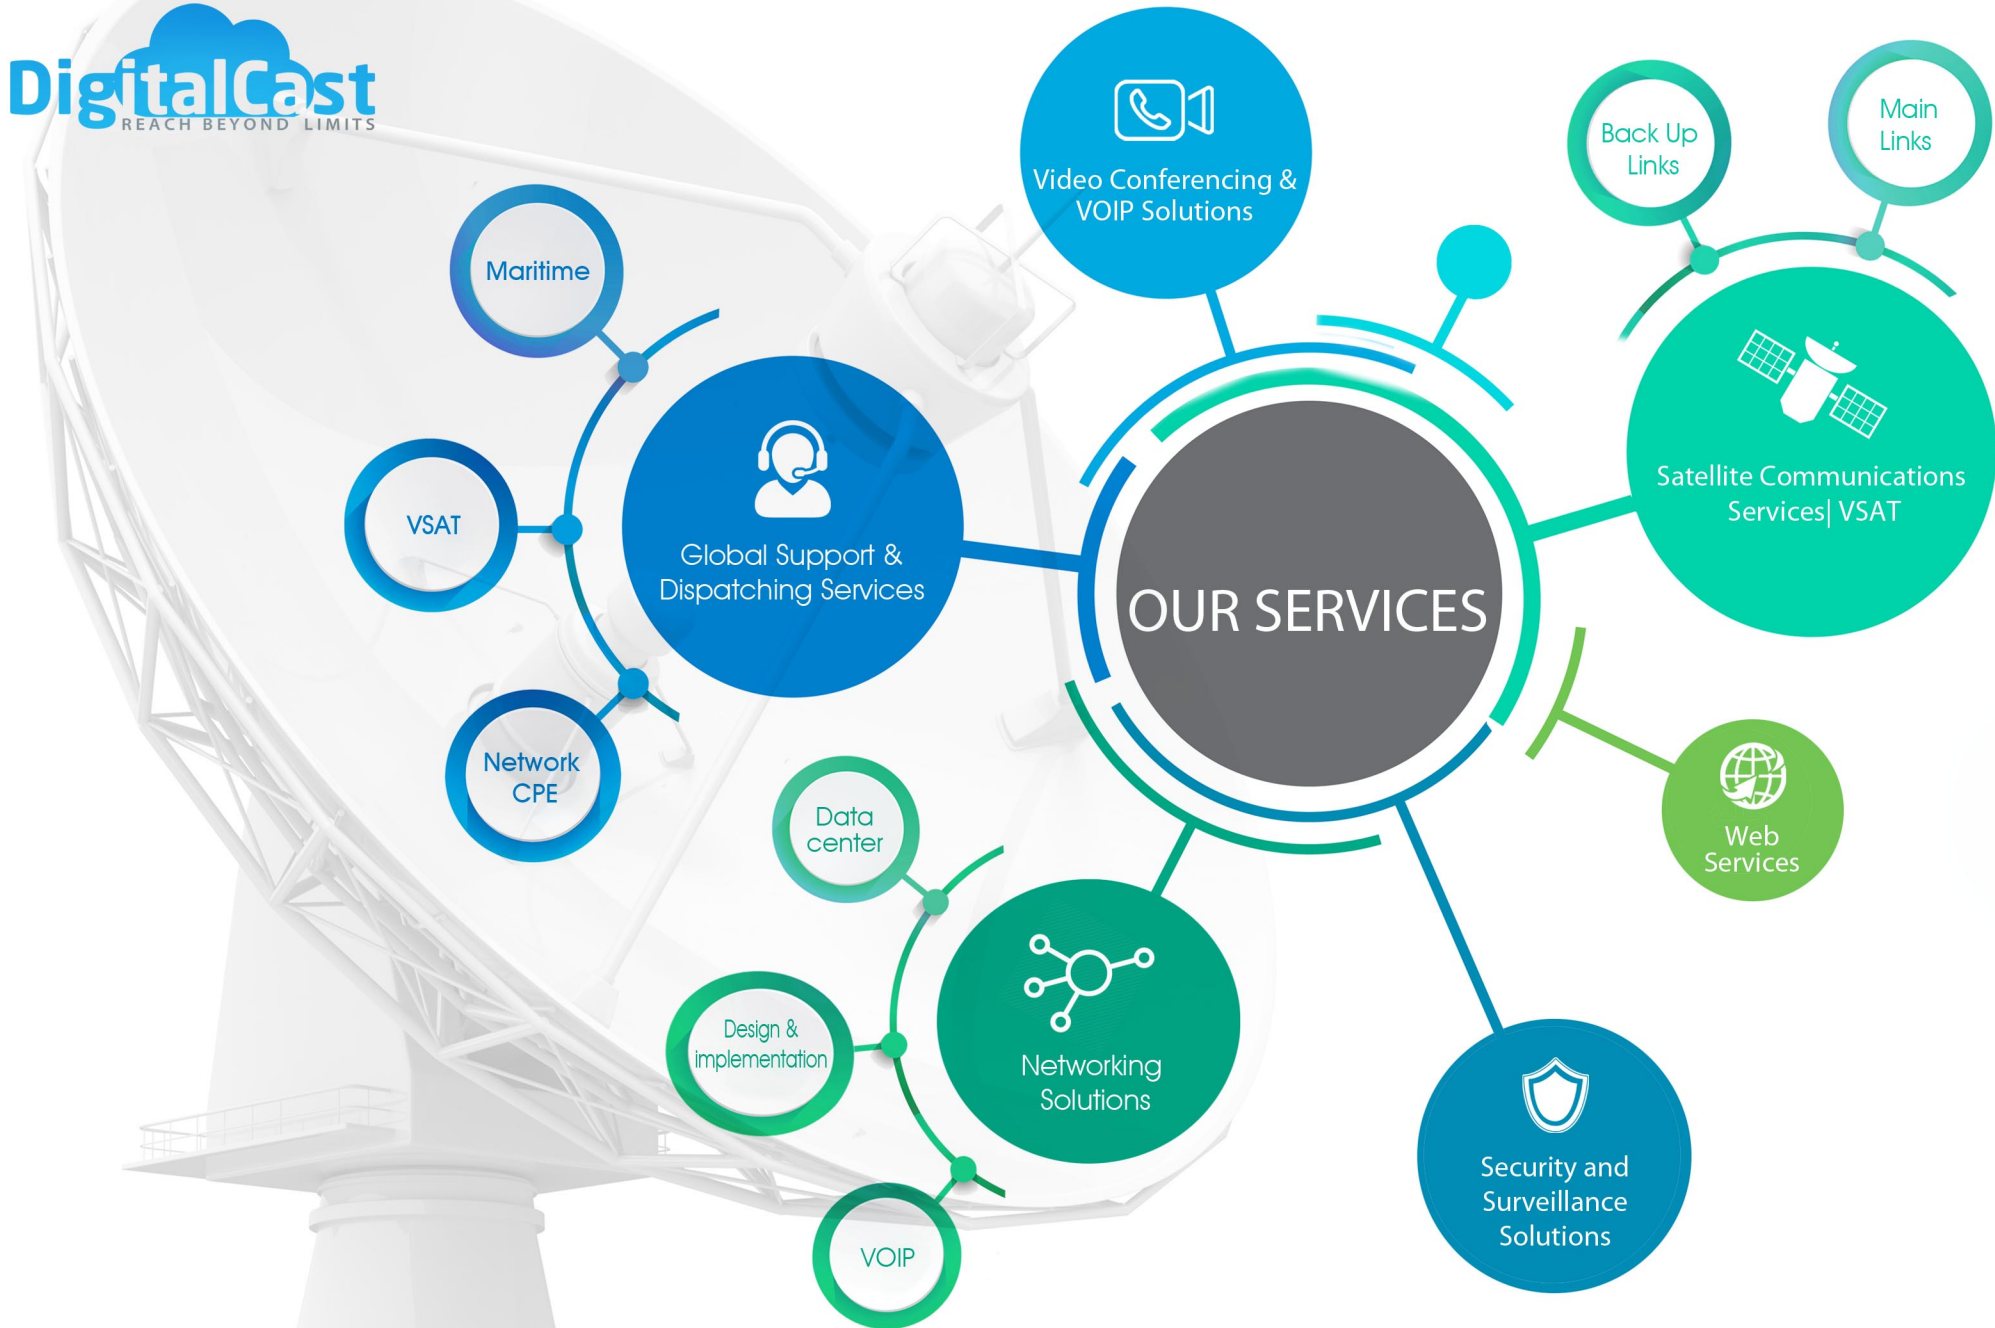 DigitalCast
REACH BEYOND LIMITS
Video Conferencing &
VOIP Solutions
Back Up
Links
Main
Links
Maritime
VSAT
Network
CPE
Global Support &
Dispatching Services
OUR SERVICES
Satellite Communications
Services| VSAT
Web
Services
Data
center
Design &
implementation
VOIP
Networking
Solutions
Security and
Surveillance
Solutions